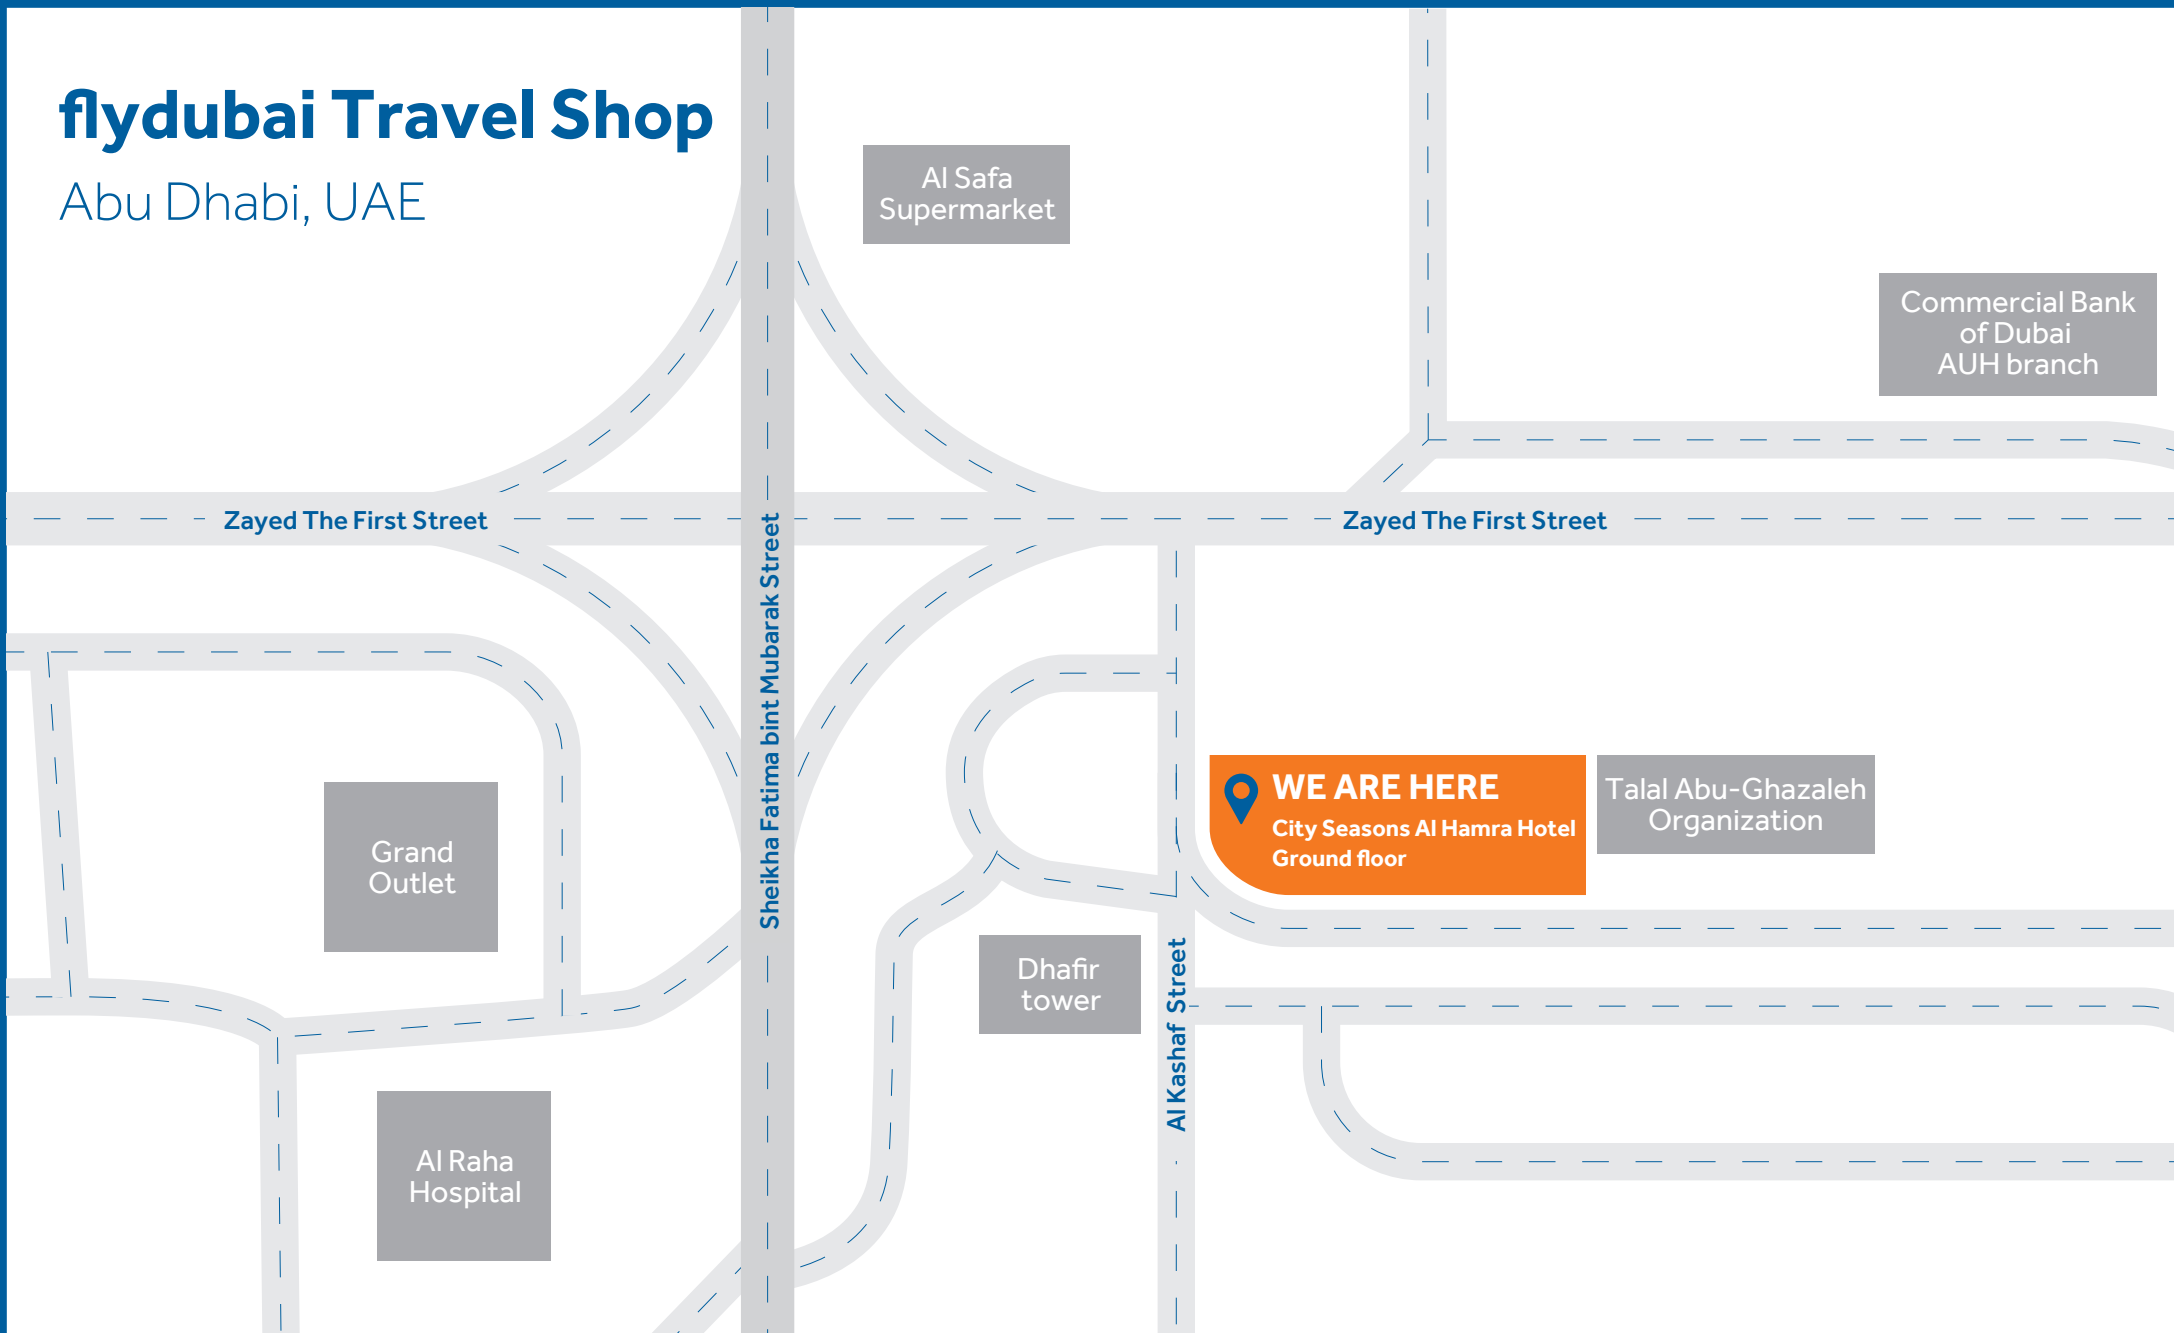 flydubai Travel Shop
Abu Dhabi, UAE
Al Safa
Supermarket
Commercial Bank
of Dubai
AUH branch
Zayed The First Street
Zayed The First Street
Sheikha Fatima bint Mubarak Street
WE ARE HERE
City Seasons Al Hamra Hotel
Ground floor
Talal Abu-Ghazaleh
Organization
Grand
Outlet
Dhafir
tower
Al Kashaf Street
Al Raha
Hospital